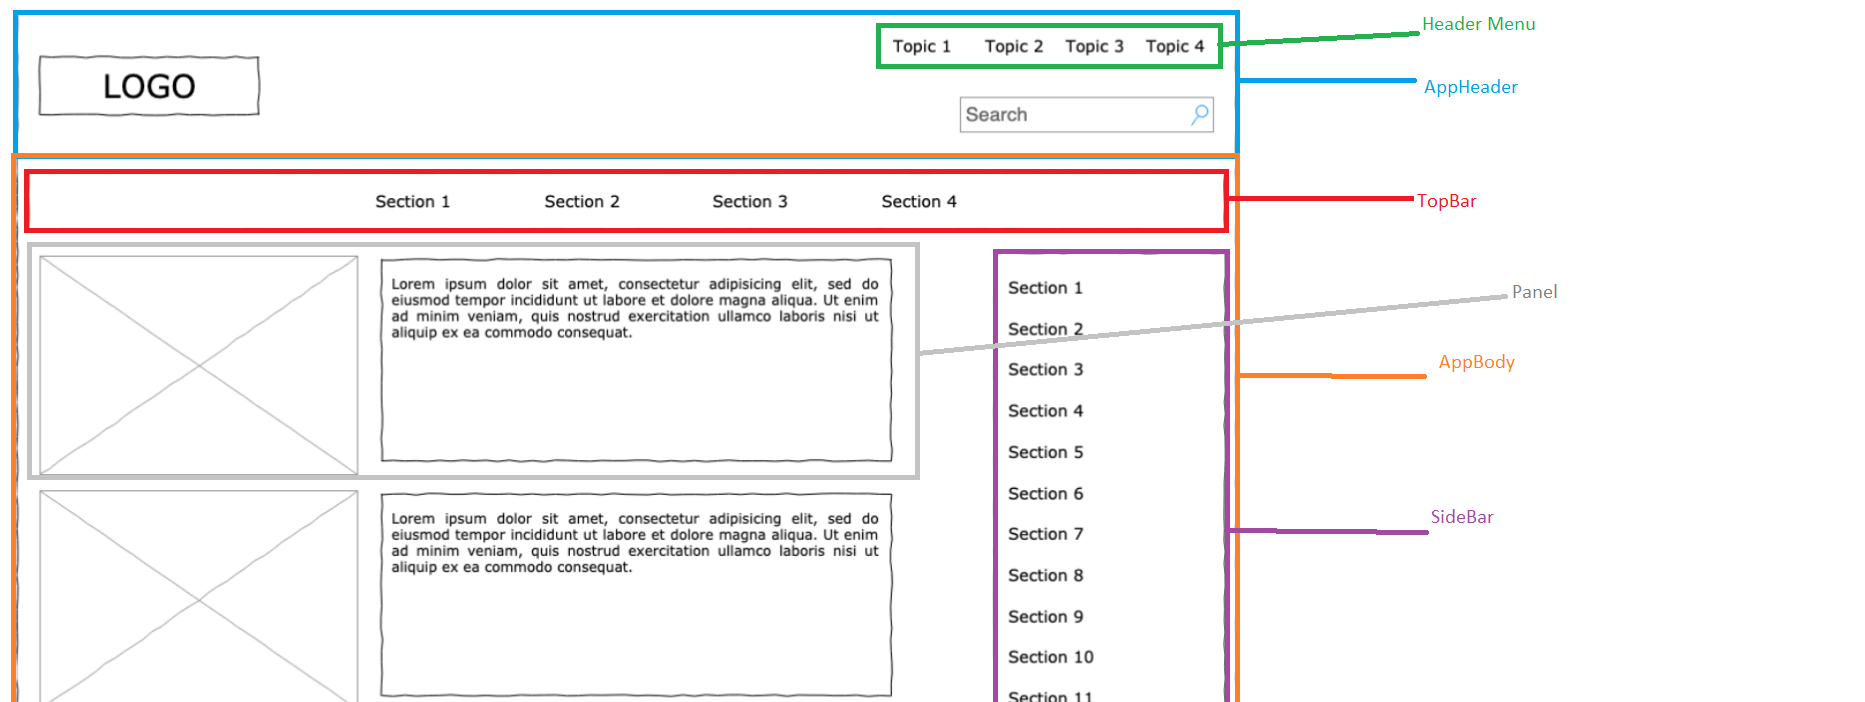 Header Menu
Topic 1 Topic 2 Topic 3 Topic 4
LOGO
AppHeader
Search
Section 1 Section 2 Section 3 Section 4
TopBar
Lorem ipsum dolor sit amet, consectetur adipisicing elit, sed do
eiusmod tempor incididunt ut labore et dolore magna aliqua. Ut enim
ad minim veniam, quis nostrud exercitation ullamco laboris nisi ut
aliquip ex ea commodo consequat.
Section 1
Section 2
Section 3
Section 4
Section 5
Section 6
Section 7
Section 8
Section 9
Section 10
Section 11
Panel
AppBody
SideBar
Lorem ipsum dolor sit amet, consectetur adipisicing elit, sed do
eiusmod tempor incididunt ut labore et dolore magna aliqua. Ut enim
ad minim veniam, quis nostrud exercitation ullamco laboris nisi ut
aliquip ex ea commodo consequat.